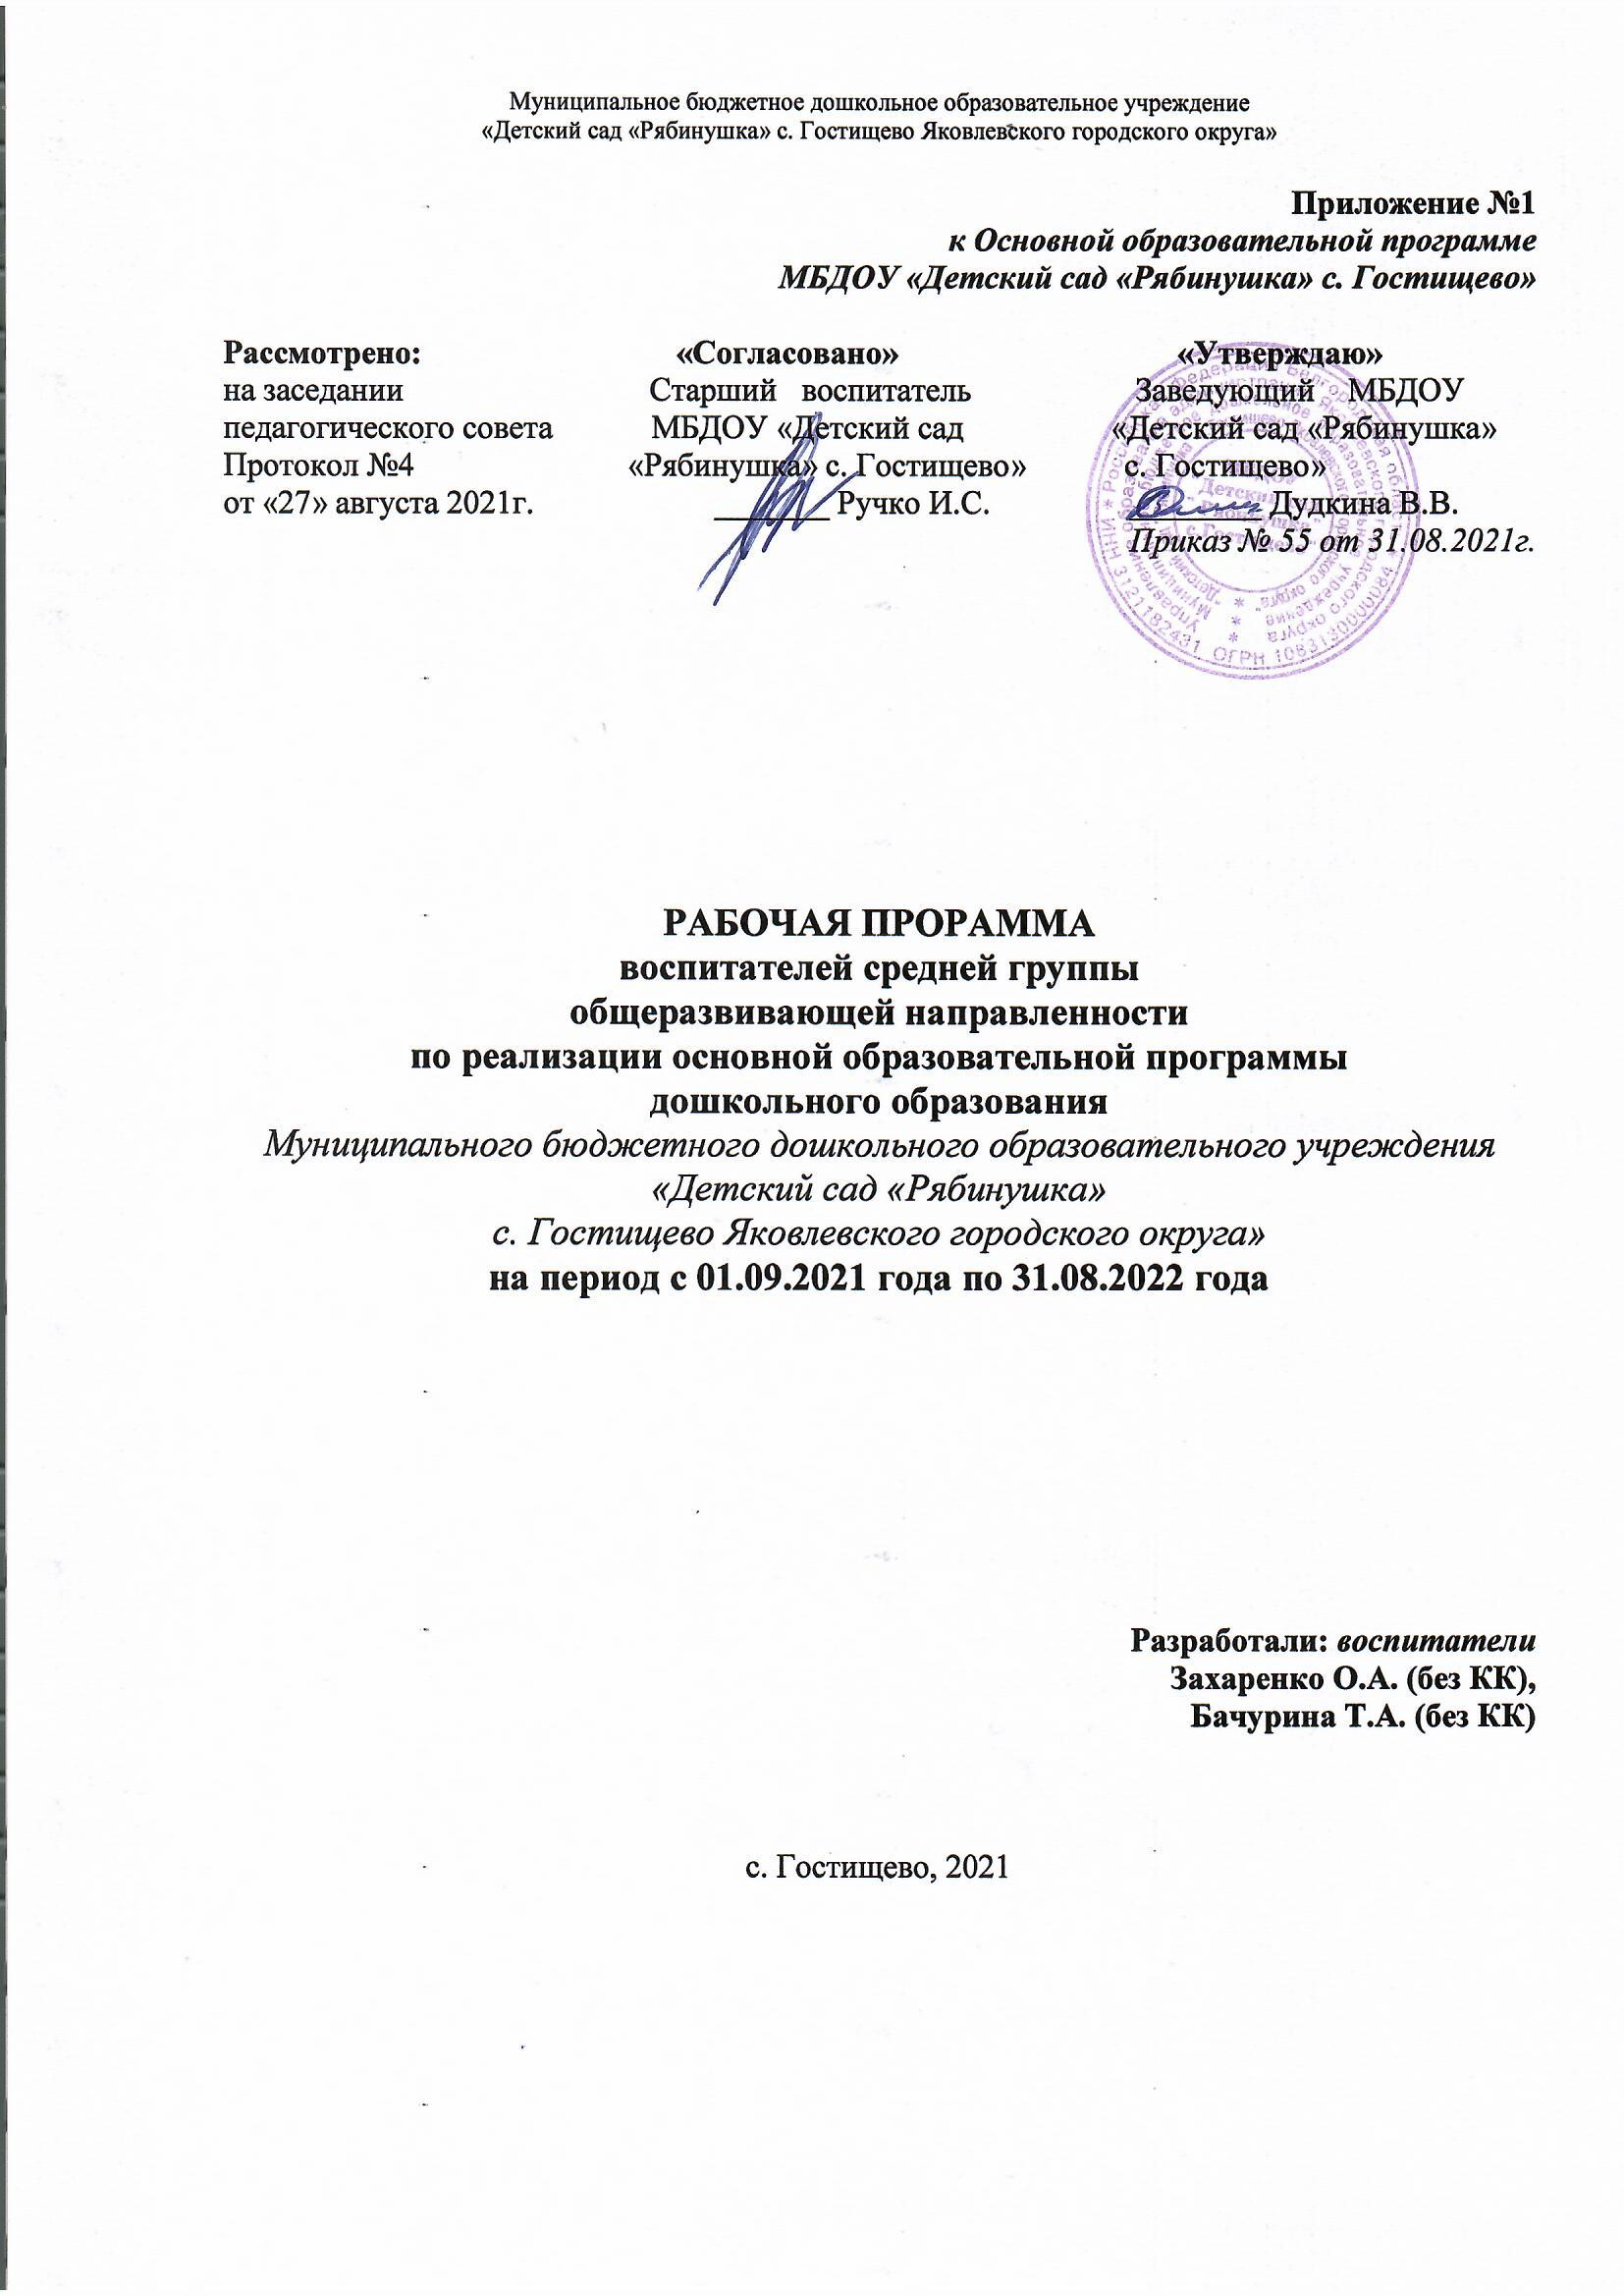 Муниципальное бюджетное дошкольное образовательное учреждение
«Детский сад «Рябинушка» с. Гостищево Яковлевского городского округа»
Приложение №1
к Основной образовательной программе
МБДОУ «Детский сад «Рябинушка» с. Гостищево»
Рассмотрено:
на заседании
педагогического совета
Протокол №4
от «27» августа 2021г.
«Согласовано»
Старший воспитатель
МБДОУ «Детский сад
«Рябинушка» с. Гостищево»
Ручко И.С.
«Утверждаю»
Заведующий МБДОУ
«Детский сад «Рябинушка»
с. Гостищево»
Дудкина В.В.
Приказ № 55 от 31.08.2021г.
РАБОЧАЯ ПРОРАММА
воспитателей средней группы
общеразвивающей направленности
по реализации основной образовательной программы
дошкольного образования
Муниципального бюджетного дошкольного образовательного учреждения
«Детский сад «Рябинушка»
с. Гостищево Яковлевского городского округа»
на период с 01.09.2021 года по 31.08.2022 года
Разработали: воспитатели
Захаренко О.А. (без КК),
Бачурина Т.А. (без КК)
с. Гостищево, 2021